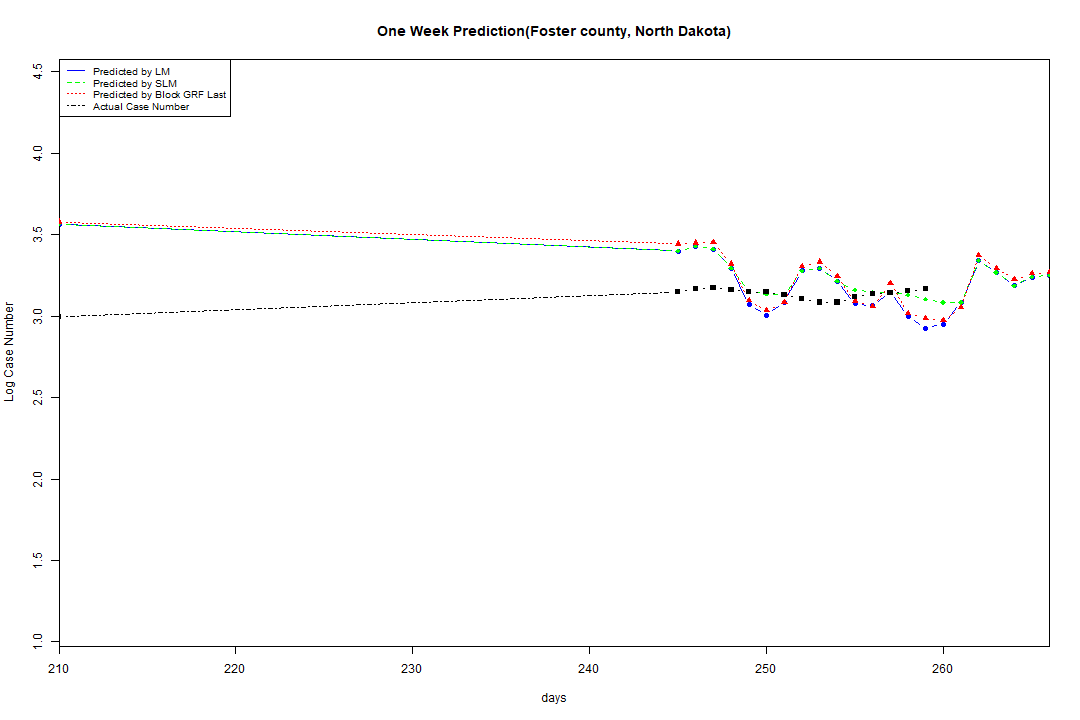 One Week Prediction(Foster county, North Dakota)
Predicted by LM
Predicted by SLM
Predicted by Block GRF Last
Actual Case Number
Log Case Number
4.5
4.0
3.5
3.0
2.5
2.0
1.5
1.0
210 220 230 240 250 260
days